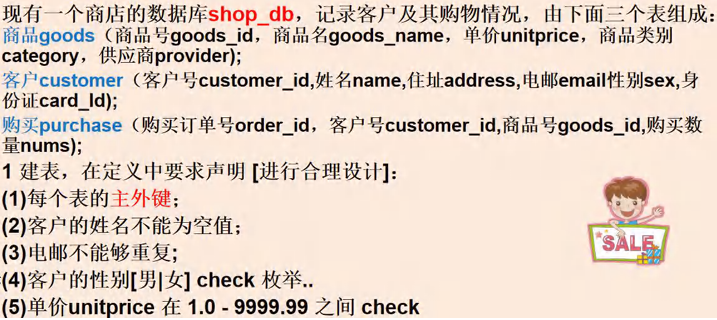 现有一个商店的数据库shop_db，记录客户及其购物情况，由下面三个表组成：
商品goods（商品号goods_id，商品名goods_name，单价unitprice，商品类别
category，供应商provider);
客户customer（客户号customer_id,姓名name,住址address,电邮email性别sex,身
份证card_Id);
购买purchase（购买订单号order_id，客户号customer_id,商品号goods_id,购买数
量nums);
1 建表，在定义中要求声明 [进行合理设计]：
(1)每个表的主外键；
(2)客户的姓名不能为空值；
(3)电邮不能够重复;
(4)客户的性别[男|女] check 枚举..
(5)单价unitprice 在 1.0 - 9999.99 之间 check
SALE